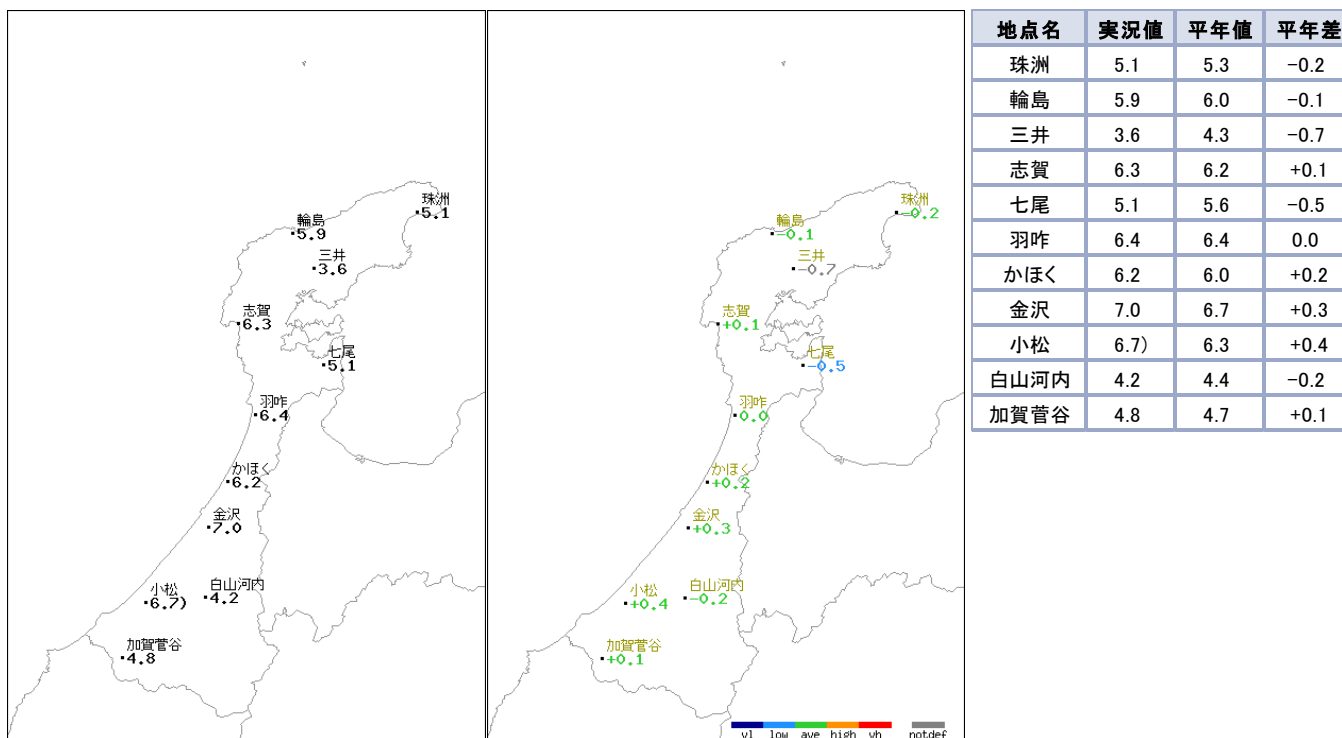 珠洲
5.1
輪島
5.9
三井
3.6
志賀
6.3
七尾
5.1
羽咋
6.4
かほく
6.2
金沢
7.0
小松
6.7)
白山河内
4.2
加賀菅谷
4.8
珠洲
-0.2
輪島
-0.1
三井
-0.7
志賀
+0.1
七尾
-0.5
羽咋
0.0
かほく
+0.2
金沢
+0.3
小松
+0.4
白山河内
-0.2
加賀菅谷
+0.1
vl low ave high vh notdef
地点名 実況値 平年値 平年差
珠洲 5.1 5.3 −0.2
輪島 5.9 6.0 −0.1
三井 3.6 4.3 −0.7
志賀 6.3 6.2 +0.1
七尾 5.1 5.6 −0.5
羽咋 6.4 6.4 0.0
かほく 6.2 6.0 +0.2
金沢 7.0 6.7 +0.3
小松 6.7) 6.3 +0.4
白山河内 4.2 4.4 −0.2
加賀菅谷 4.8 4.7 +0.1